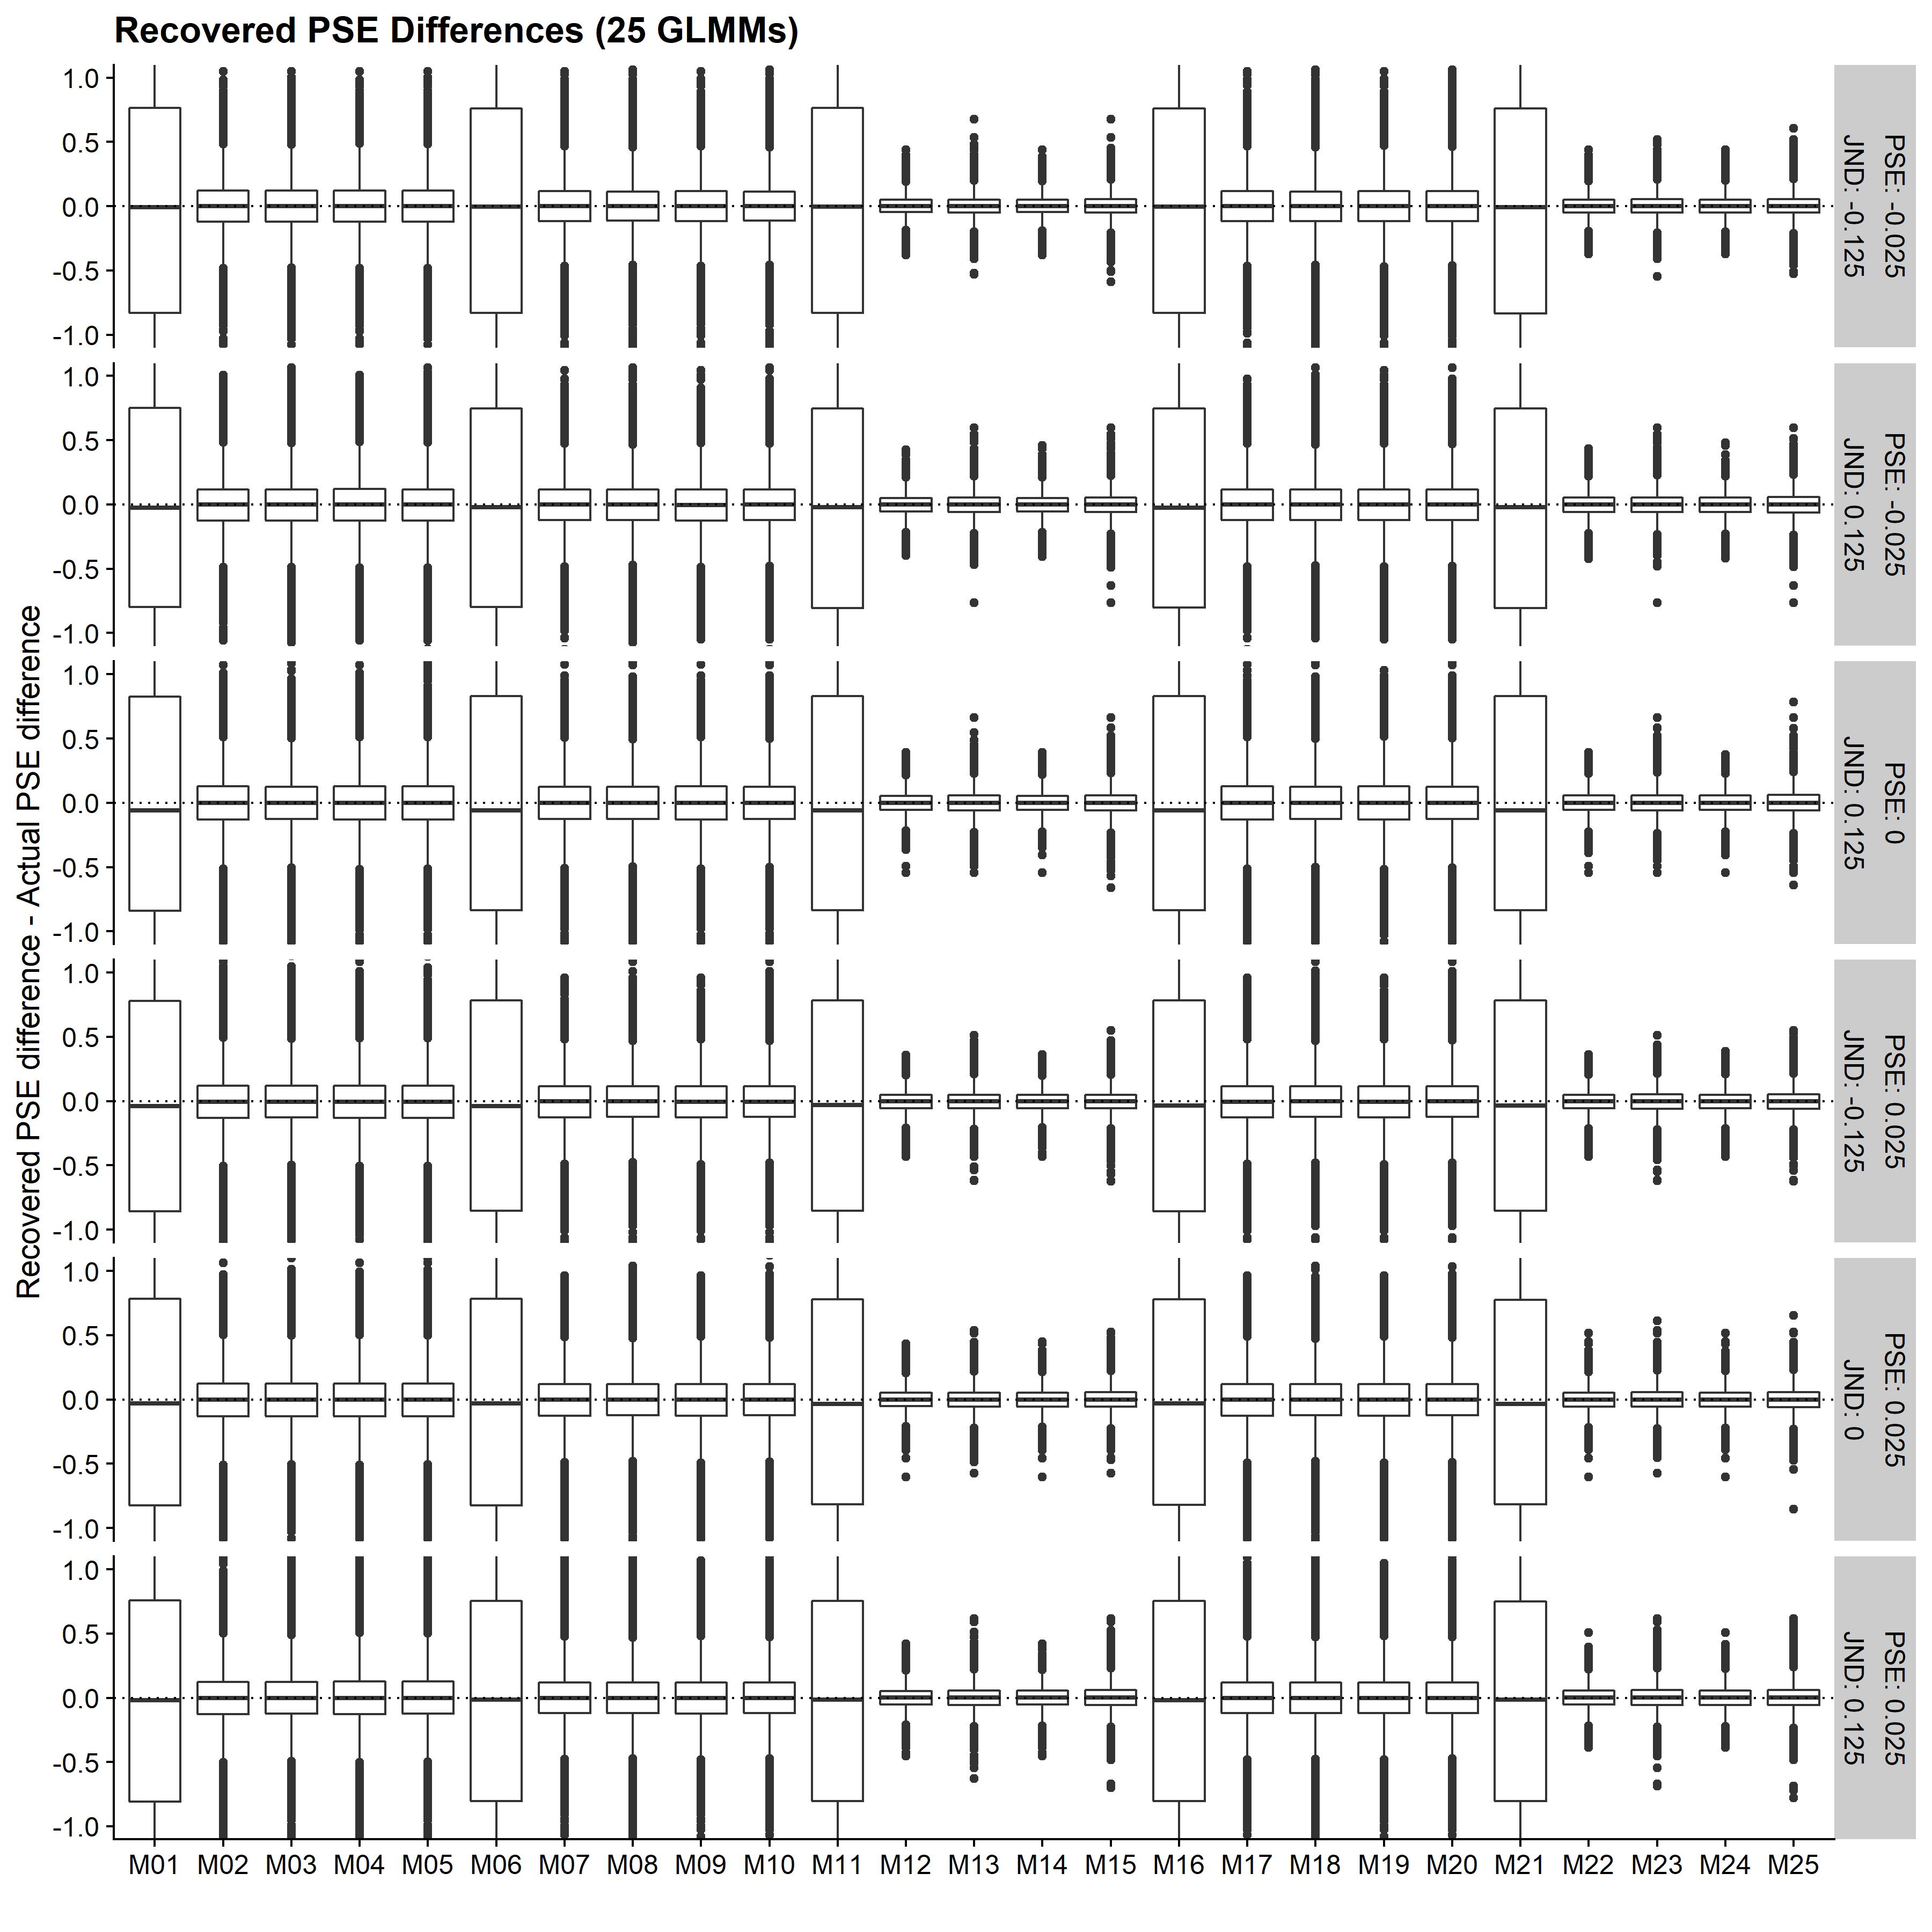 Recovered PSE Differences (25 GLMMs)
Recovered PSE difference - Actual PSE difference
1.0
0.5
0.0
-0.5
-1.0
PSE: -0.025
JND: -0.125
1.0
0.5
0.0
-0.5
-1.0
PSE: -0.025
JND: 0.125
1.0
0.5
0.0
-0.5
-1.0
PSE: 0
JND: 0.125
1.0
0.5
0.0
-0.5
-1.0
PSE: 0.025
JND: -0.125
1.0
0.5
0.0
-0.5
-1.0
PSE: 0.025
JND: 0
1.0
0.5
0.0
-0.5
-1.0
PSE: 0.025
JND: 0.125
M01 M02 M03 M04 M05 M06 M07 M08 M09 M10 M11 M12 M13 M14 M15 M16 M17 M18 M19 M20 M21 M22 M23 M24 M25